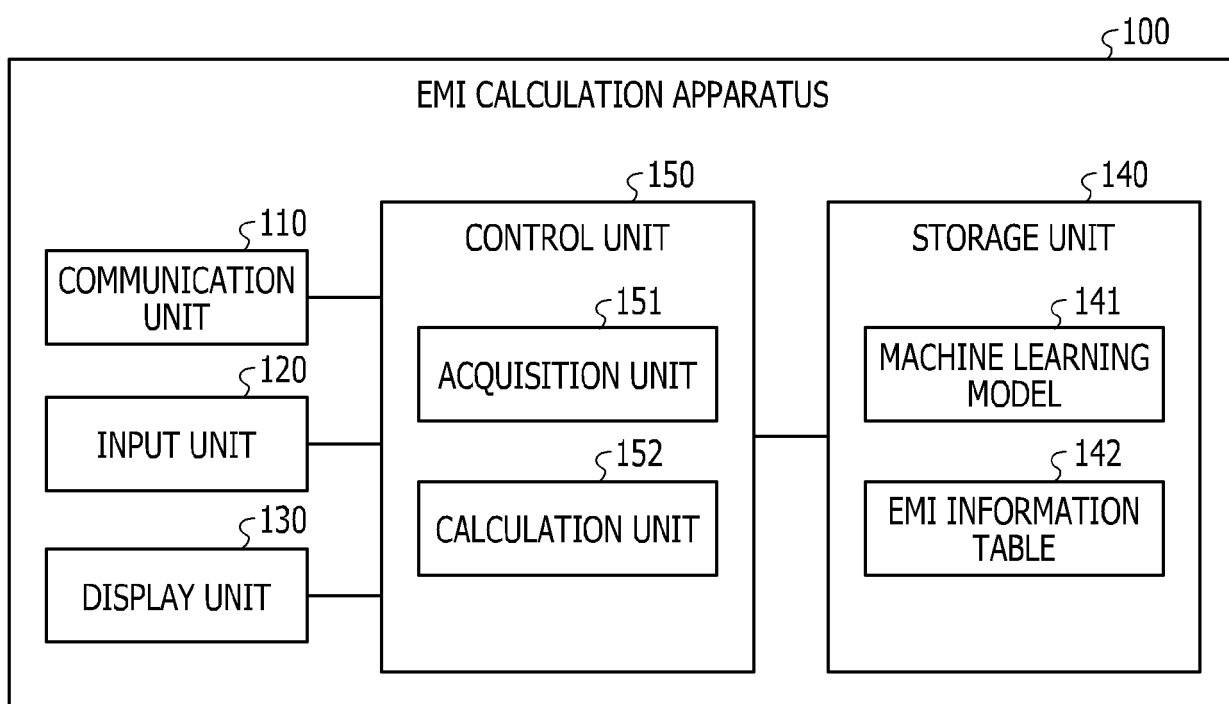 100
EMI CALCULATION APPARATUS
110
COMMUNICATION
UNIT
120
INPUT UNIT
130
DISPLAY UNIT
150
CONTROL UNIT
151
ACQUISITION UNIT
152
CALCULATION UNIT
140
STORAGE UNIT
141
MACHINE LEARNING
MODEL
142
EMI INFORMATION
TABLE